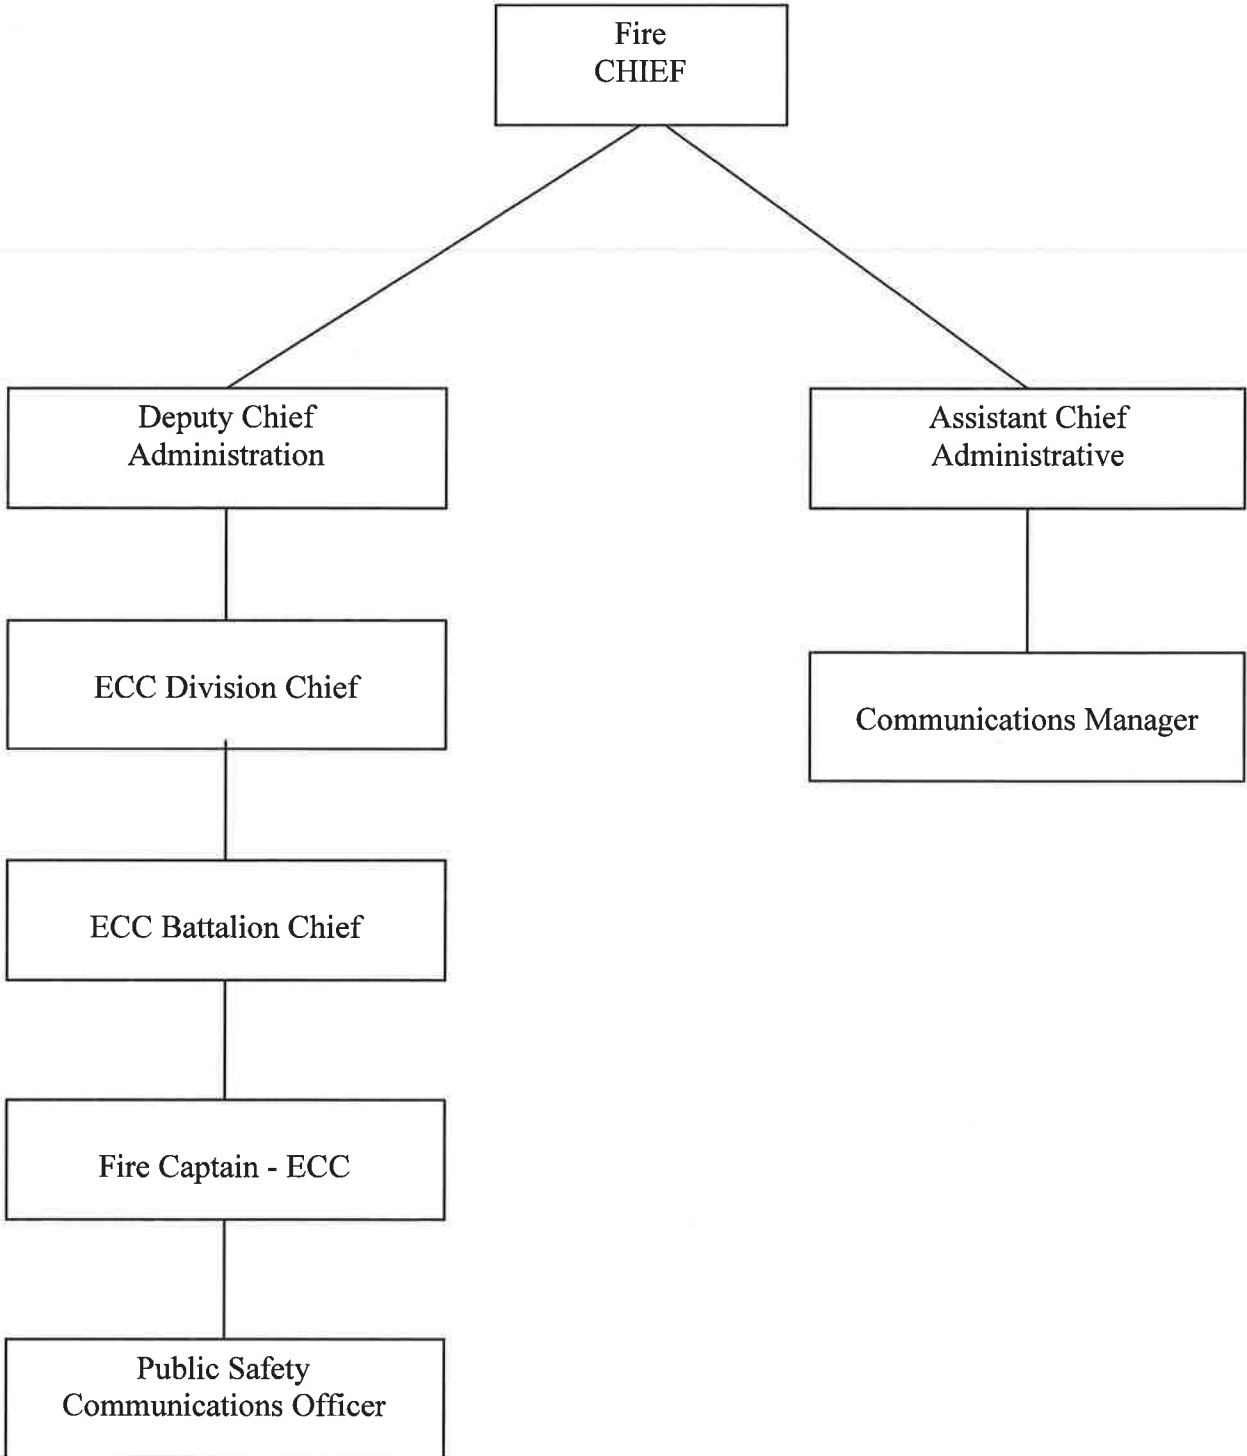 Fire
CHIEF
Deputy Chief
Administration
Assistant Chief
Administrative
ECC Division Chief
Communications Manager
ECC Battalion Chief
Fire Captain - ECC
Public Safety
Communications Officer